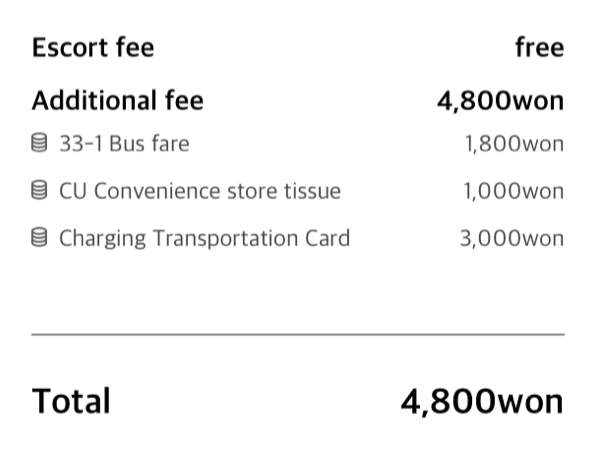 Escort fee free
Additional fee 4,800won
33-1 Bus fare 1,800won
CU Convenience store tissue 1,000won
Charging Transportation Card 3,000won
Total 4,800won